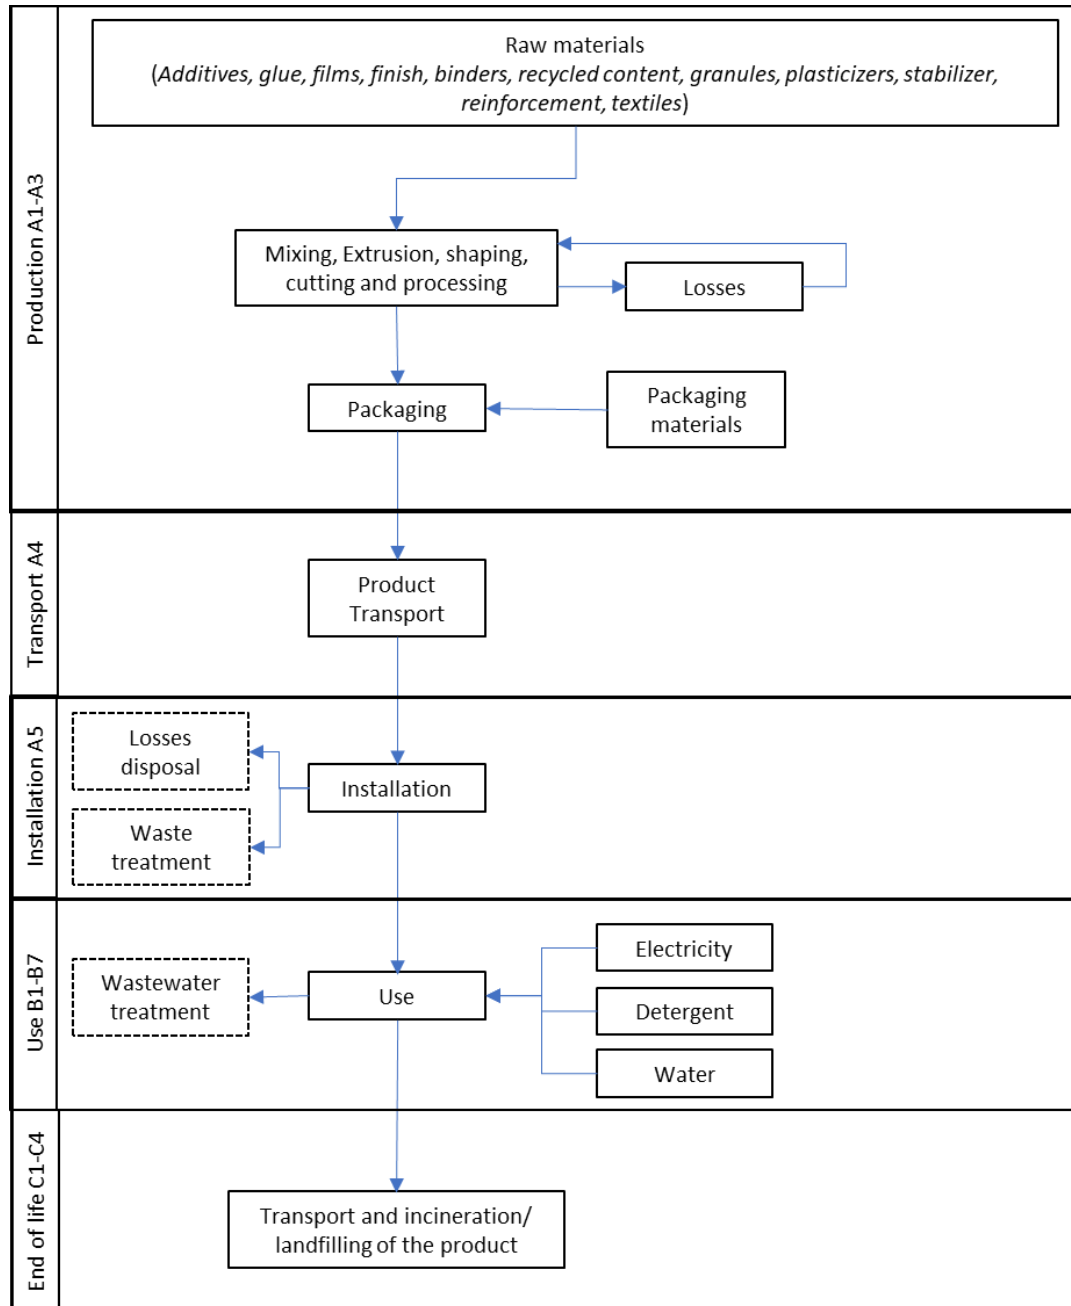 Production A1-A3
Raw materials
(Additives, glue, films, finish, binders, recycled content, granules, plasticizers, stabilizer,
reinforcement, textiles)
Mixing, Extrusion, shaping,
cutting and processing
Losses
Packaging
Packaging
materials
Transport A4
Product
Transport
Installation A5
Losses
disposal
Installation
Waste
treatment
Use B1-B7
Wastewater
treatment
Use
Electricity
Detergent
Water
End of life C1-C4
Transport and incineration/
landfilling of the product